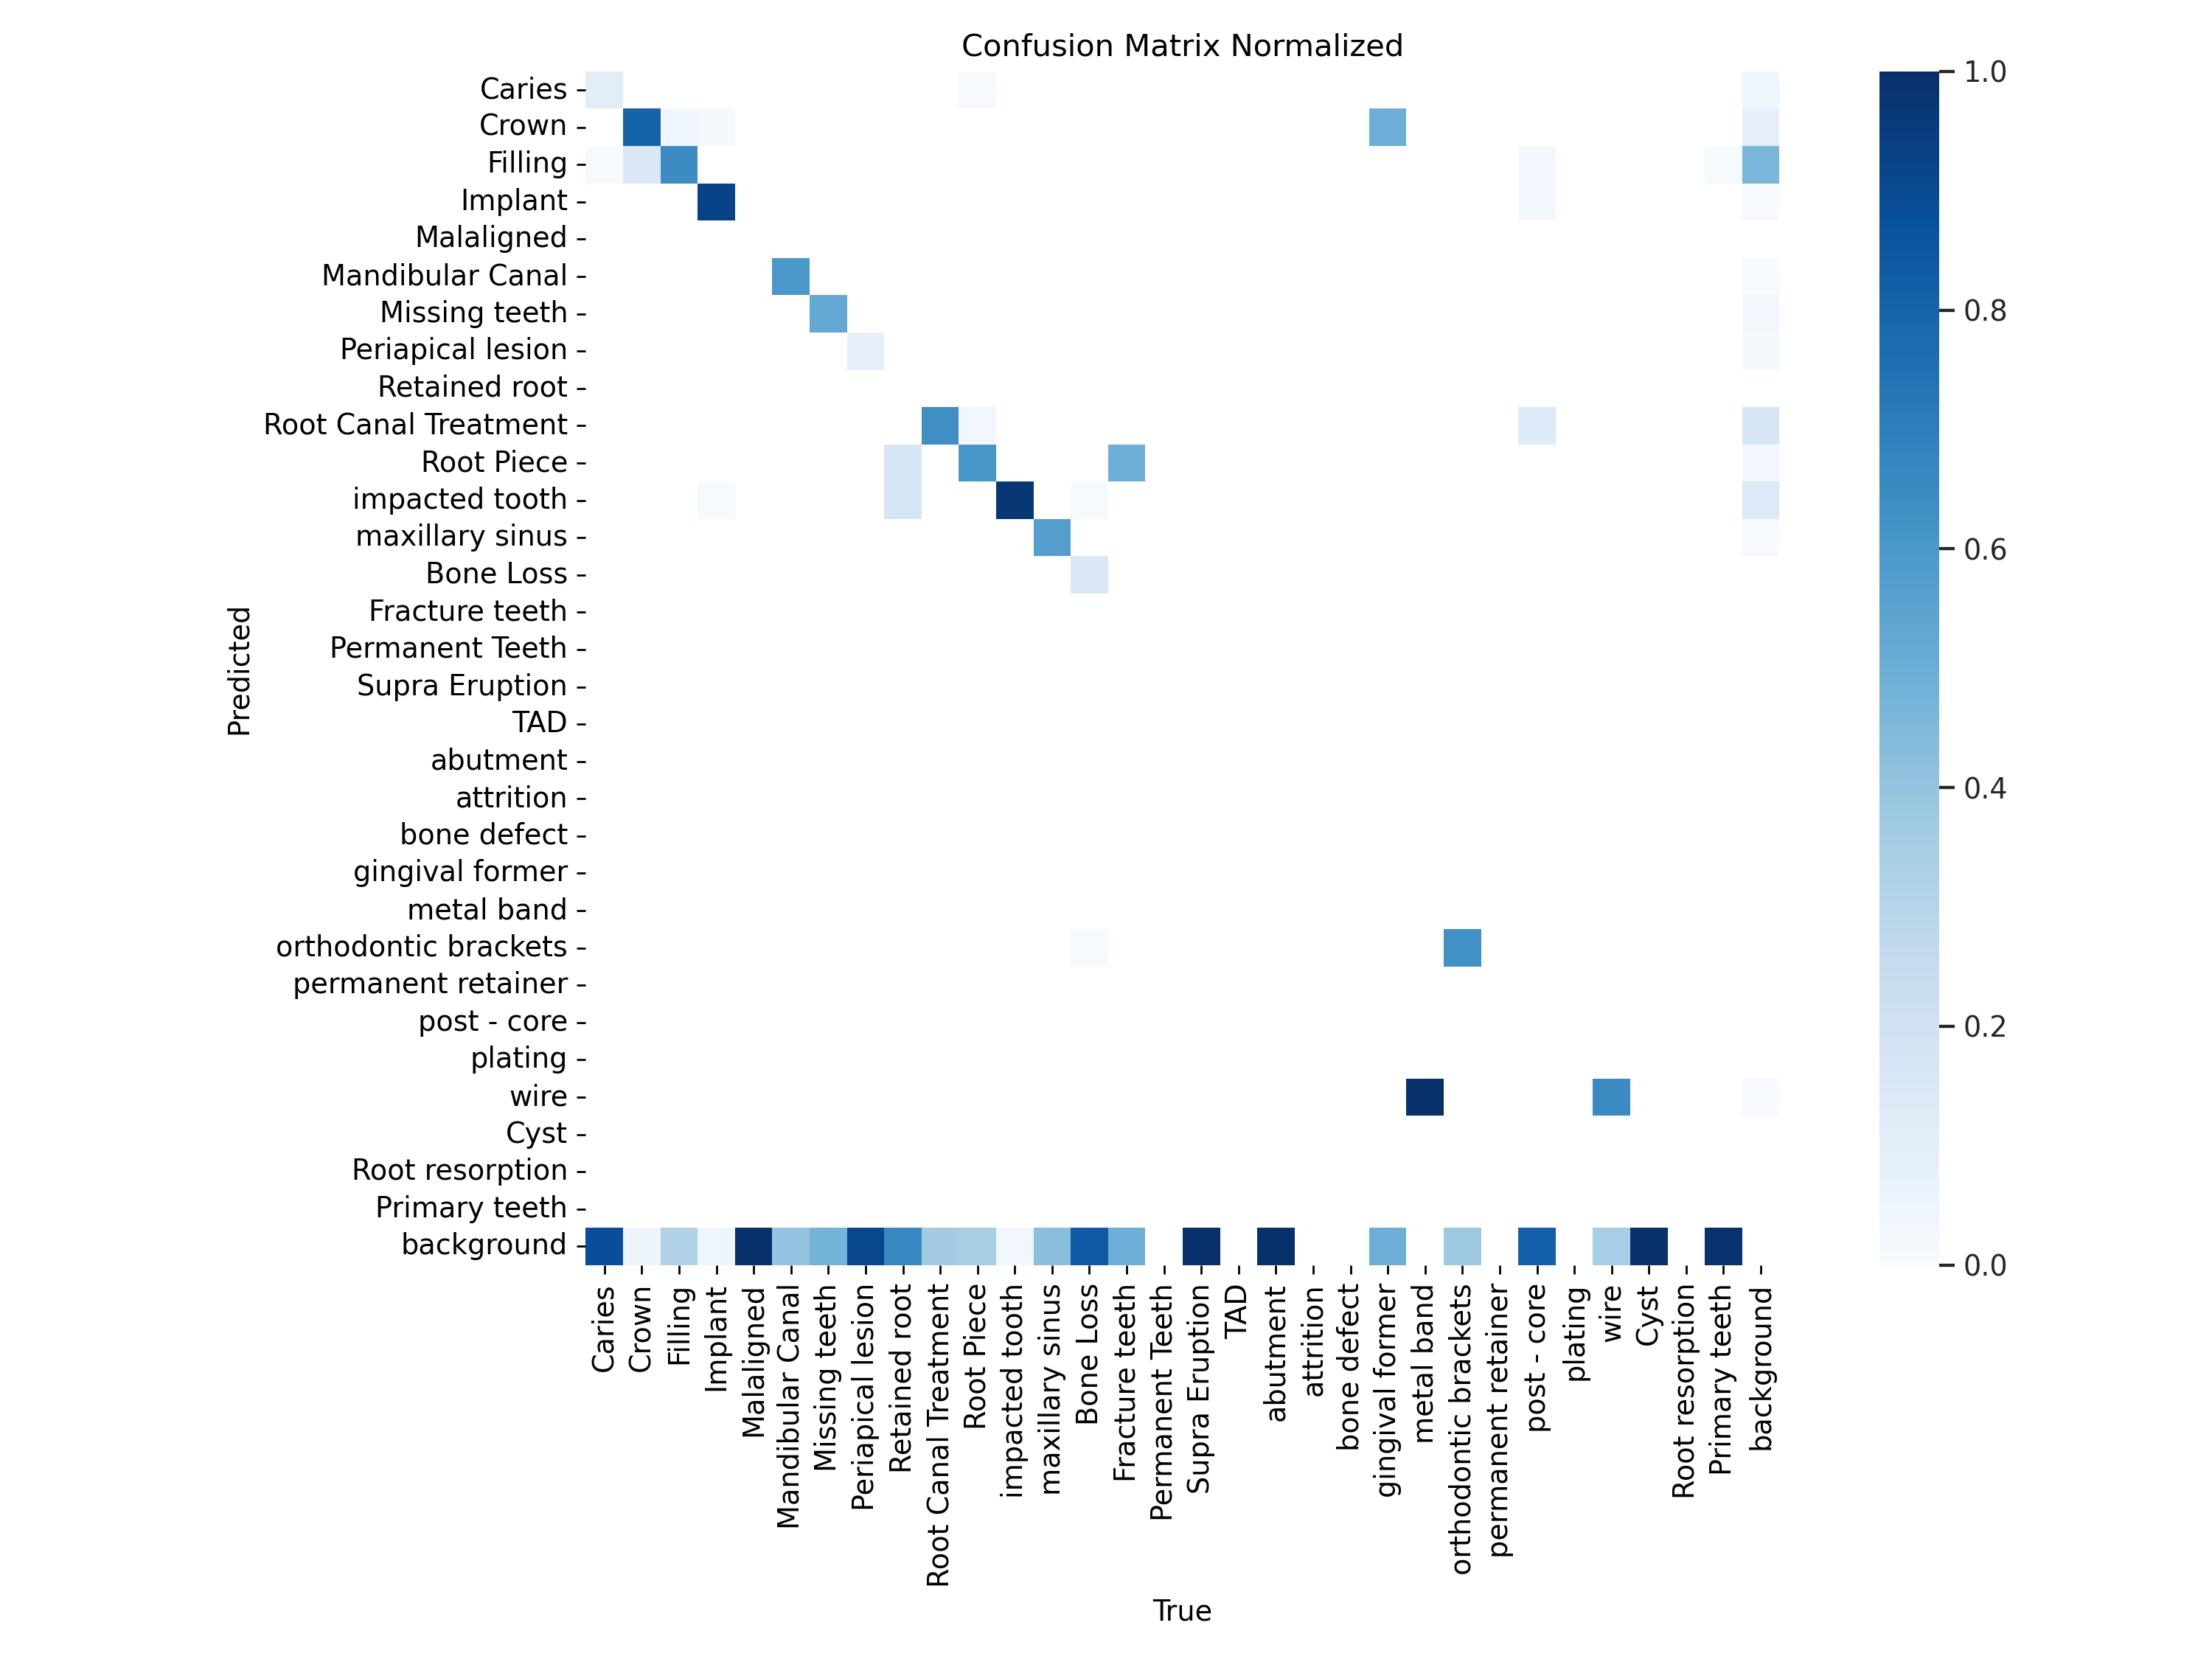 Confusion Matrix Normalized
Predicted
Caries
Crown
Filling
Implant
Malaligned
Mandibular Canal
Missing teeth
Periapical lesion
Retained root
Root Canal Treatment
Root Piece
impacted tooth
maxillary sinus
Bone Loss
Fracture teeth
Permanent Teeth
Supra Eruption
TAD
abutment
attrition
bone defect
gingival former
metal band
orthodontic brackets
permanent retainer
post - core
plating
wire
Cyst
Root resorption
Primary teeth
background
Caries
Crown
Filling
Implant
Malaligned
Mandibular Canal
Missing teeth
Periapical lesion
Retained root
Root Canal Treatment
Root Piece
impacted tooth
maxillary sinus
Bone Loss
Fracture teeth
Permanent Teeth
Supra Eruption
TAD
abutment
attrition
bone defect
gingival former
metal band
orthodontic brackets
permanent retainer
post - core
plating
wire
Cyst
Root resorption
Primary teeth
background
True
1.0
0.8
0.6
0.4
0.2
0.0